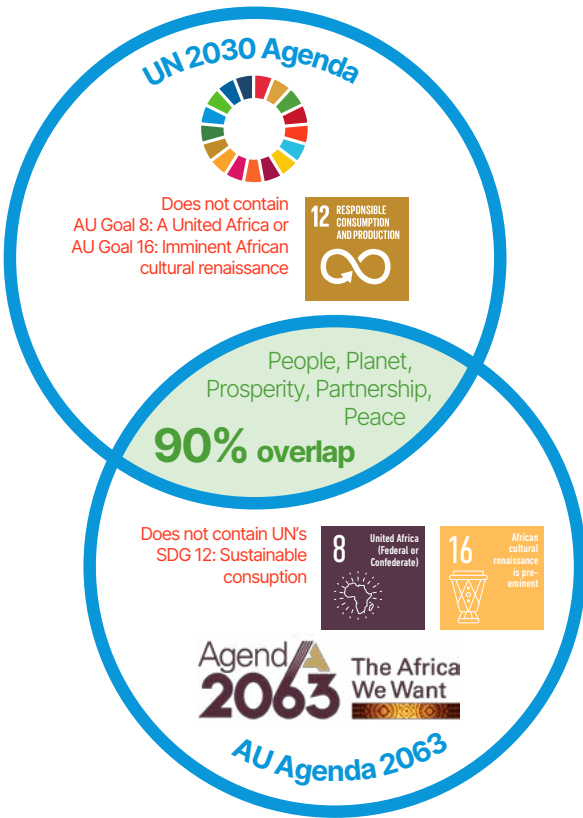 UN 2030 Agenda
Does not contain
AU Goal 8: A United Africa or
AU Goal 16: Imminent African
cultural renaissance
12 RESPONSIBLE
CONSUMPTION
AND PRODUCTION
People, Planet,
Prosperity, Partnership,
Peace
90% overlap
Does not contain UN's
SDG 12: Sustainable
consuption
8 United Africa
(Federal or
Confederate)
16 African
cultural
renaissance
is pre-
eminent
Agenda
2063
The Africa
We Want
AU Agenda 2063